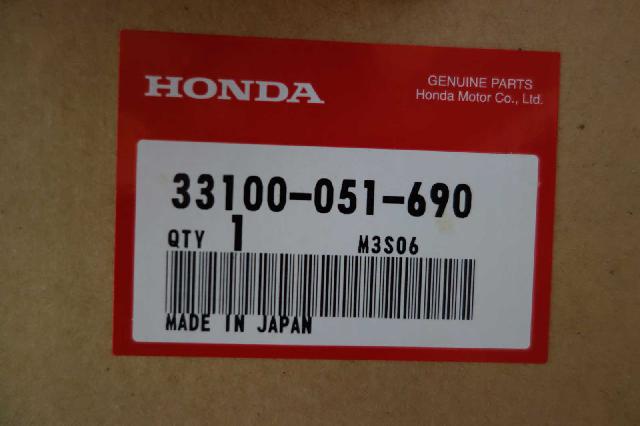 HONDA
GENUINE PARTS
Honda Motor Co., Ltd.
33100-051-690
QTY 1 M3S06
MADE IN JAPAN